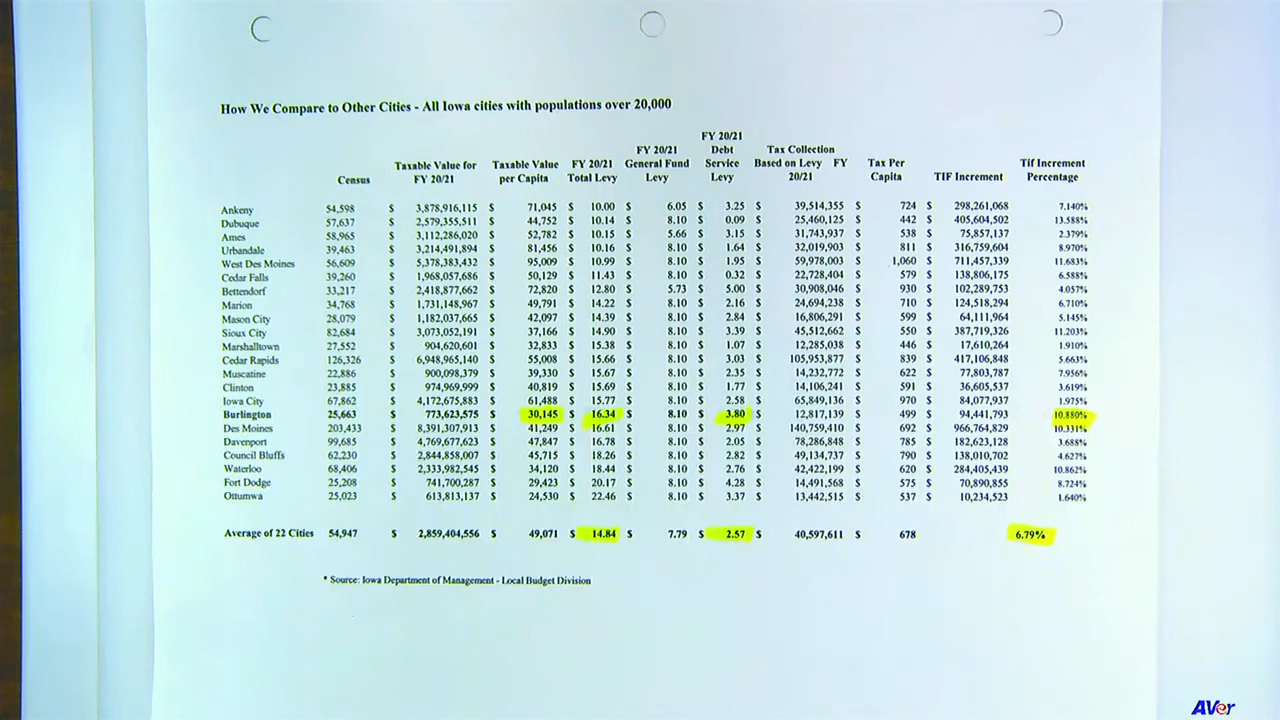 How We Compare to Other Cities - All Iowa cities with populations over 20,000
Census Taxable Value for FY 20/21 Taxable Value per Capita FY 20/21 Total Levy FY 20/21 General Fund Levy FY 20/21 Debt Service Levy Tax Collection Based on Levy FY 20/21 Tax Per Capita TIF Increment Tif Increment Percentage
Ankeny 54,598 $ 3,878,916,115 $ 71,045 $ 10.00 $ 6.05 $ 3.25 $ 39,514,355 $ 724 $ 298,261,068 7.140%
Dubuque 57,637 $ 2,579,355,511 $ 44,752 $ 10.14 $ 8.10 $ 0.09 $ 25,460,125 $ 442 $ 405,604,502 13.588%
Ames 58,965 $ 3,112,286,020 $ 52,782 $ 10.15 $ 5.66 $ 3.15 $ 31,743,937 $ 538 $ 75,857,137 2.379%
Urbandale 39,463 $ 3,214,491,894 $ 81,456 $ 10.16 $ 8.10 $ 1.64 $ 32,019,903 $ 811 $ 316,759,604 8.970%
West Des Moines 56,609 $ 5,378,383,432 $ 95,009 $ 10.99 $ 8.10 $ 1.95 $ 59,978,003 $ 1,060 $ 711,457,339 11.683%
Cedar Falls 39,260 $ 1,968,057,686 $ 50,129 $ 11.43 $ 8.10 $ 0.32 $ 22,728,404 $ 579 $ 138,806,175 6.588%
Bettendorf 33,217 $ 2,418,877,662 $ 72,820 $ 12.80 $ 5.73 $ 5.00 $ 30,908,046 $ 930 $ 102,289,753 4.057%
Marion 34,768 $ 1,731,148,967 $ 49,791 $ 14.22 $ 8.10 $ 2.16 $ 24,694,238 $ 710 $ 124,518,294 6.710%
Mason City 28,079 $ 1,182,037,665 $ 42,097 $ 14.39 $ 8.10 $ 2.84 $ 16,806,291 $ 599 $ 64,111,964 5.145%
Sioux City 82,684 $ 3,073,052,191 $ 37,166 $ 14.90 $ 8.10 $ 3.39 $ 45,512,662 $ 550 $ 387,719,326 11.203%
Marshalltown 27,552 $ 904,620,601 $ 32,833 $ 15.38 $ 8.10 $ 1.07 $ 12,285,038 $ 446 $ 17,610,264 1.910%
Cedar Rapids 126,326 $ 6,948,965,140 $ 55,008 $ 15.66 $ 8.10 $ 3.03 $ 105,953,877 $ 839 $ 417,106,848 5.663%
Muscatine 22,886 $ 900,098,379 $ 39,330 $ 15.67 $ 8.10 $ 2.35 $ 14,232,772 $ 622 $ 77,803,787 7.956%
Clinton 23,885 $ 974,969,999 $ 40,819 $ 15.69 $ 8.10 $ 1.77 $ 14,106,241 $ 591 $ 36,605,537 3.619%
Iowa City 67,862 $ 4,172,675,883 $ 61,488 $ 15.77 $ 8.10 $ 2.58 $ 65,849,136 $ 970 $ 84,077,937 1.975%
Burlington 25,663 $ 773,623,575 $ 30,145 $ 16.34 $ 8.10 $ 3.80 $ 12,817,139 $ 499 $ 94,441,793 10.880%
Des Moines 203,433 $ 8,391,307,913 $ 41,249 $ 16.61 $ 8.10 $ 2.97 $ 140,759,410 $ 692 $ 966,764,829 10.331%
Davenport 99,685 $ 4,769,677,623 $ 47,847 $ 16.78 $ 8.10 $ 2.05 $ 78,286,848 $ 785 $ 182,623,128 3.688%
Council Bluffs 62,230 $ 2,844,858,007 $ 45,715 $ 18.26 $ 8.10 $ 2.82 $ 49,134,737 $ 790 $ 138,010,702 4.627%
Waterloo 68,406 $ 2,333,982,545 $ 34,120 $ 18.44 $ 8.10 $ 2.76 $ 42,422,199 $ 620 $ 284,405,439 10.862%
Fort Dodge 25,208 $ 741,700,287 $ 29,423 $ 20.17 $ 8.10 $ 4.28 $ 14,491,568 $ 575 $ 70,890,855 8.724%
Ottumwa 25,023 $ 613,813,137 $ 24,530 $ 22.46 $ 8.10 $ 3.37 $ 13,442,515 $ 537 $ 10,234,523 1.640%
Average of 22 Cities 54,947 $ 2,859,404,556 $ 49,071 $ 14.84 $ 7.79 $ 2.57 $ 40,597,611 $ 678 6.79%
* Source: Iowa Department of Management - Local Budget Division
AVer